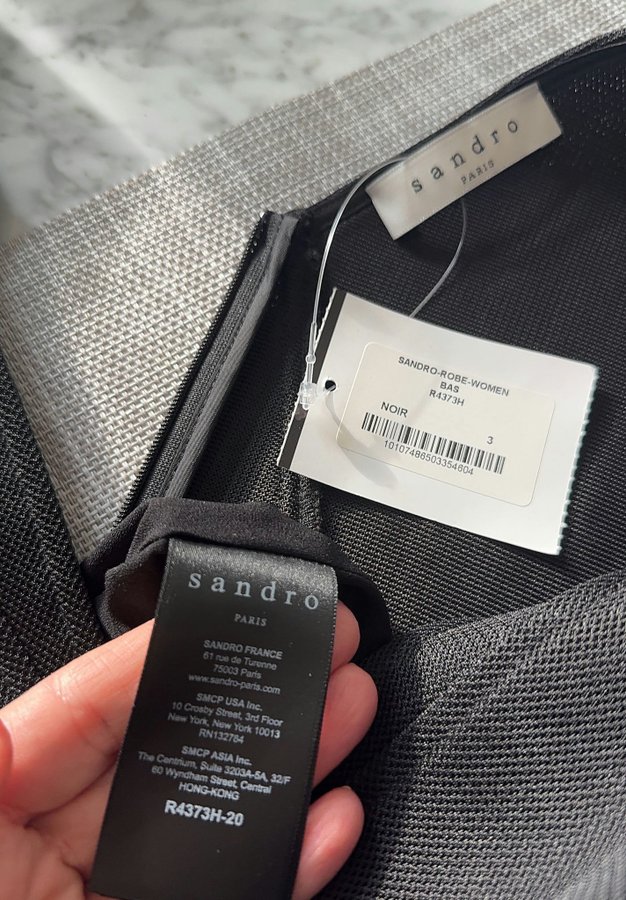 sandro
PARIS
SANDRO-ROBE-WOMEN
BAS
R4373H
NOIR
3
10107486503354604
sandro
PARIS
SANDRO FRANCE
61 rue de Turenne
75003 Paris
www.sandro-paris.com
SMCP USA Inc.
10 Crosby Street, 3rd Floor
New York, New York 10013
RN132784
SMCP ASIA Inc.
The Centrium, Suite 3203A-5A, 32/F
60 Wyndham Street, Central
HONG-KONG
R4373H-20